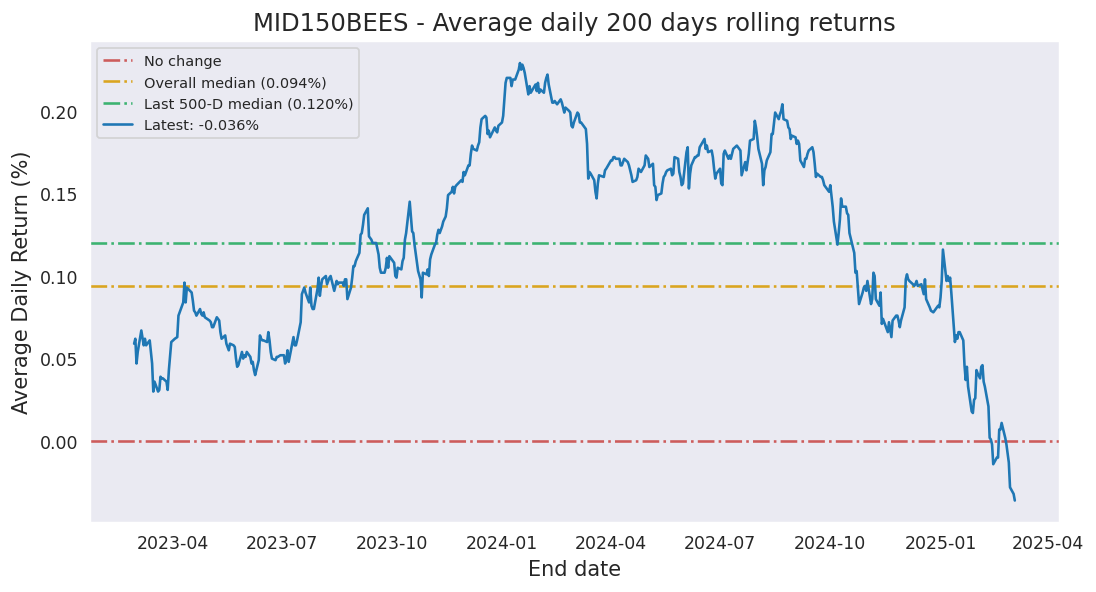 MID150BEES - Average daily 200 days rolling returns
No change
Overall median (0.094%)
Last 500-D median (0.120%)
Latest: -0.036%
Average Daily Return (%)
0.20
0.15
0.10
0.05
0.00
2023-04 2023-07 2023-10 2024-01 2024-04 2024-07 2024-10 2025-01 2025-04
End date